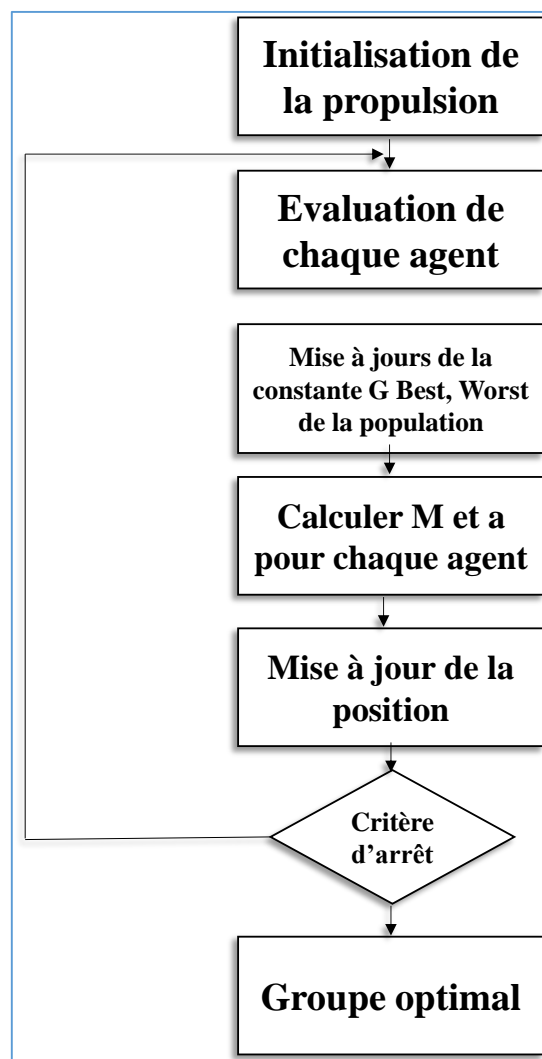 Initialisation de
la propulsion
Evaluation de
chaque agent
Mise à jours de la
constante G Best, Worst
de la population
Calculer M et a
pour chaque agent
Mise à jour de la
position
Critère
d’arrêt
Groupe optimal